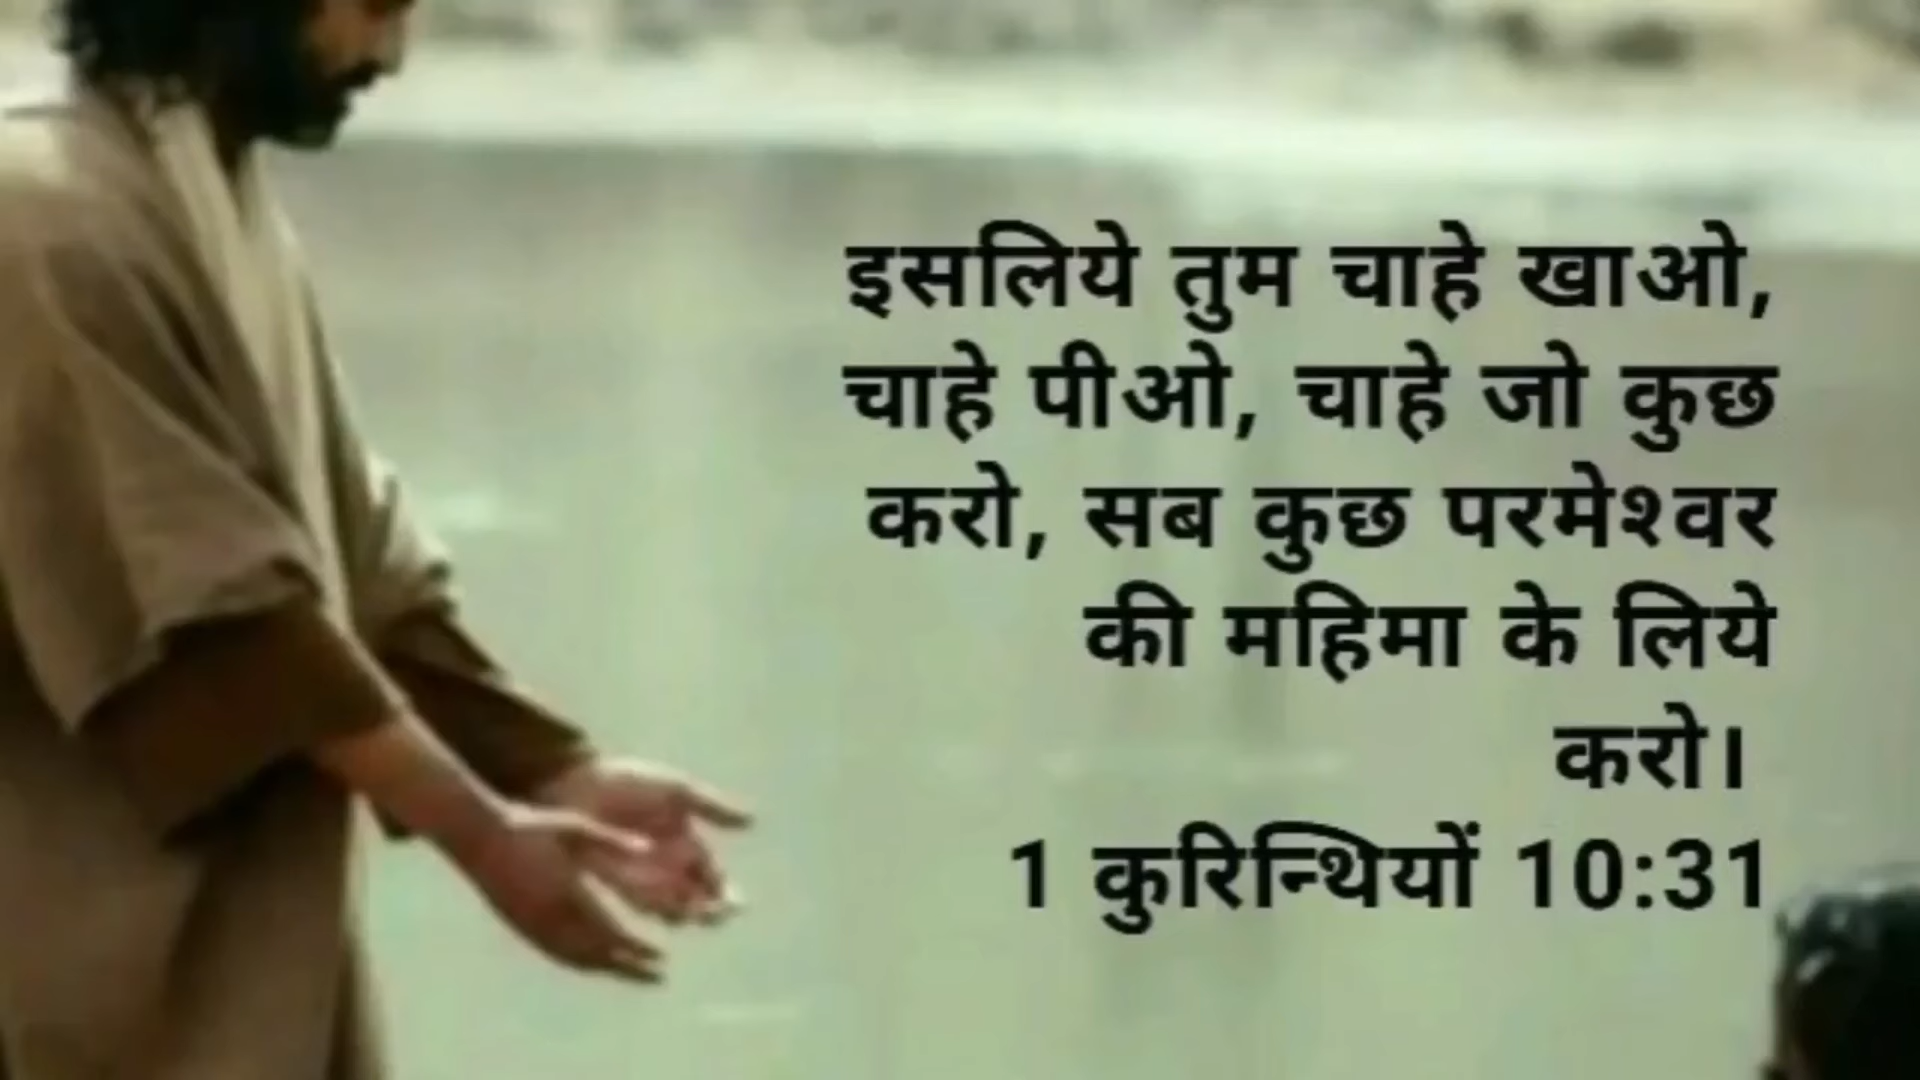 इसलिये तुम चाहे खाओ,
चाहे पीओ, चाहे जो कुछ
करो, सब कुछ परमेश्वर
की महिमा के लिये
करो।
1 कुरिन्थियों 10:31